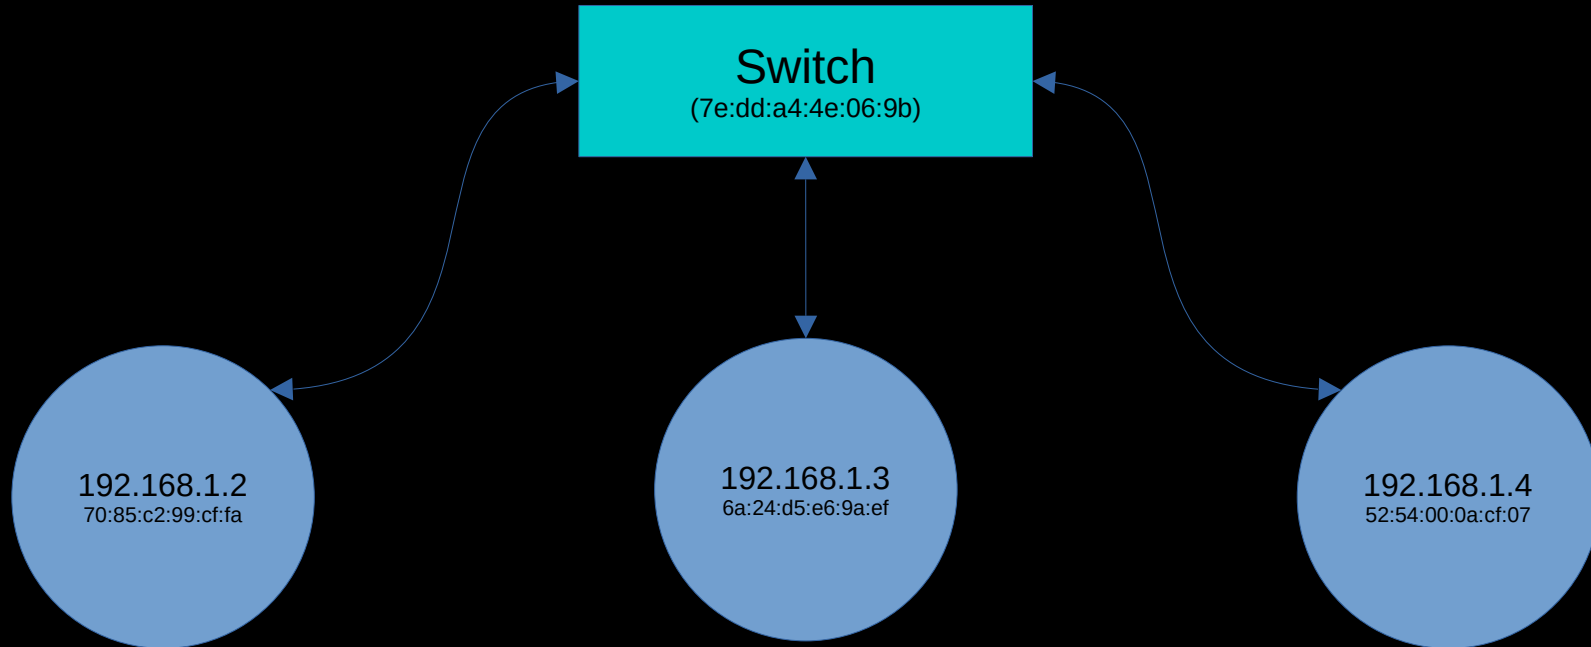 Switch
(7e:dd:a4:4e:06:9b)
192.168.1.2
70:85:c2:99:cf:fa
192.168.1.3
6a:24:d5:e6:9a:ef
192.168.1.4
52:54:00:0a:cf:07